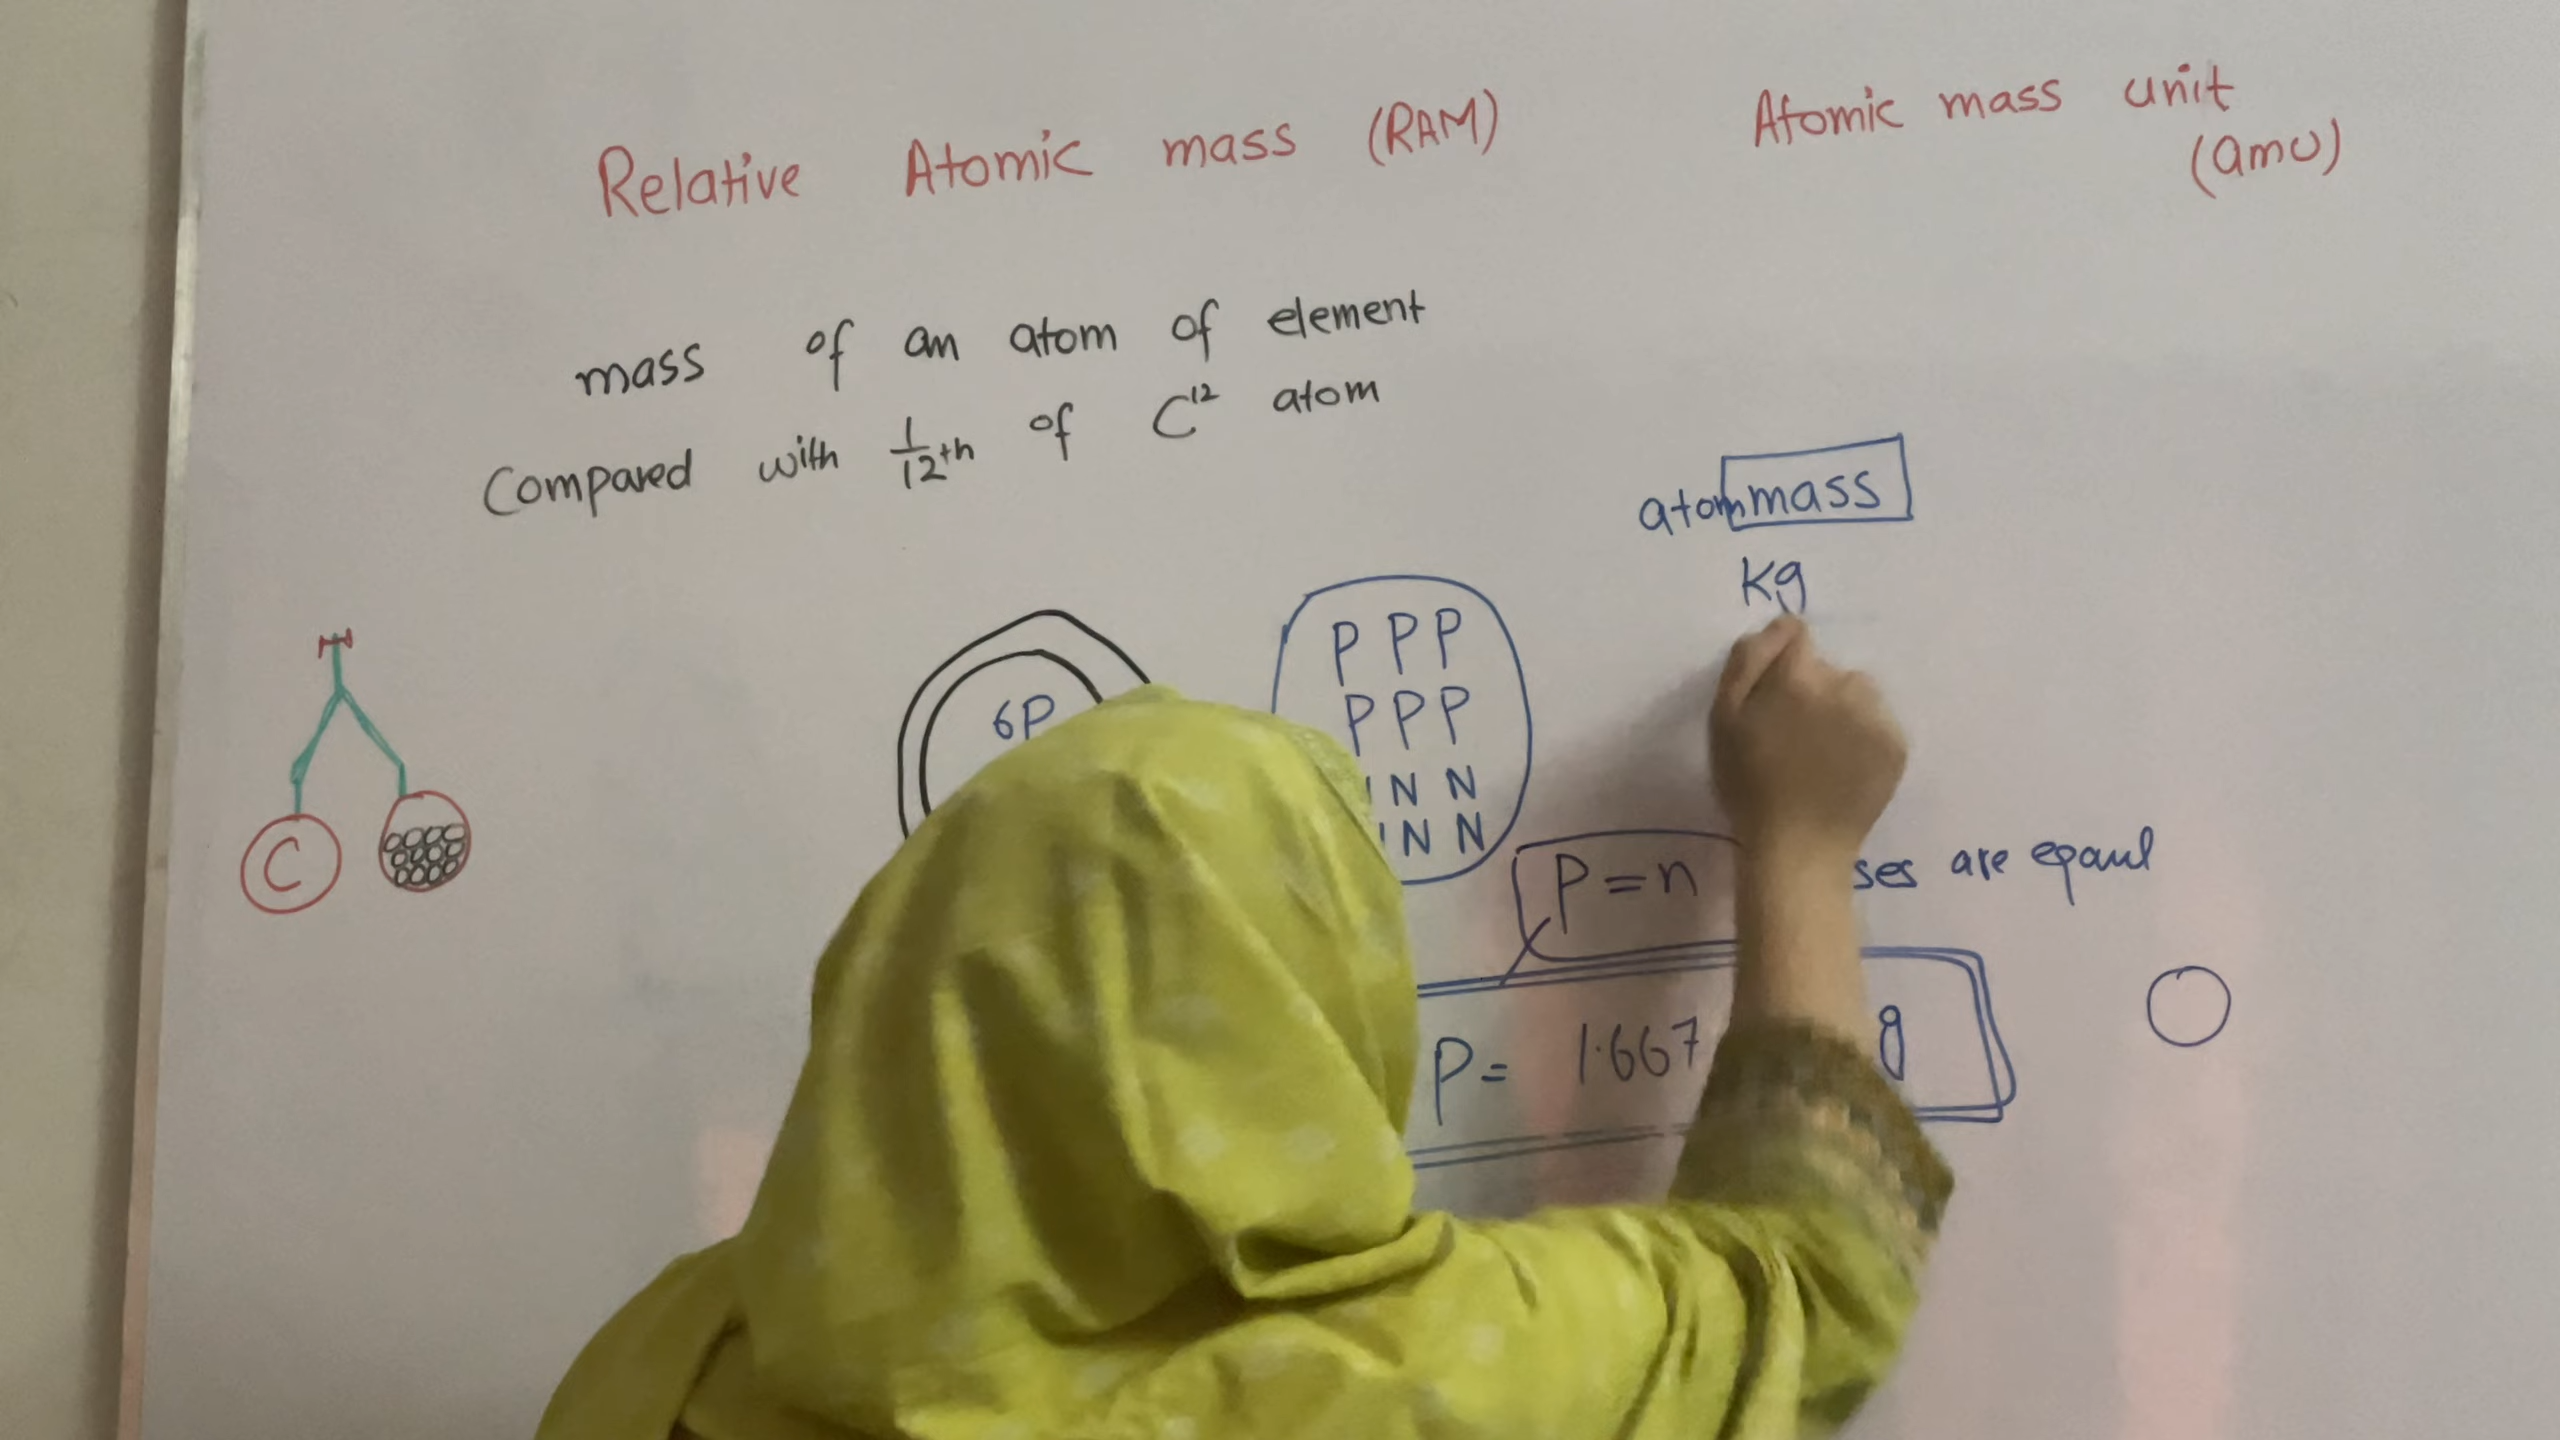 Relative Atomic mass (RAM)
Atomic mass unit
(amu)
mass of an atom of element
Compared with 1/12th of C¹² atom
atom mass
kg
6P
P P P
P P P
N N
N N
C
P=n
ses are eqaul
P= 1.667 g